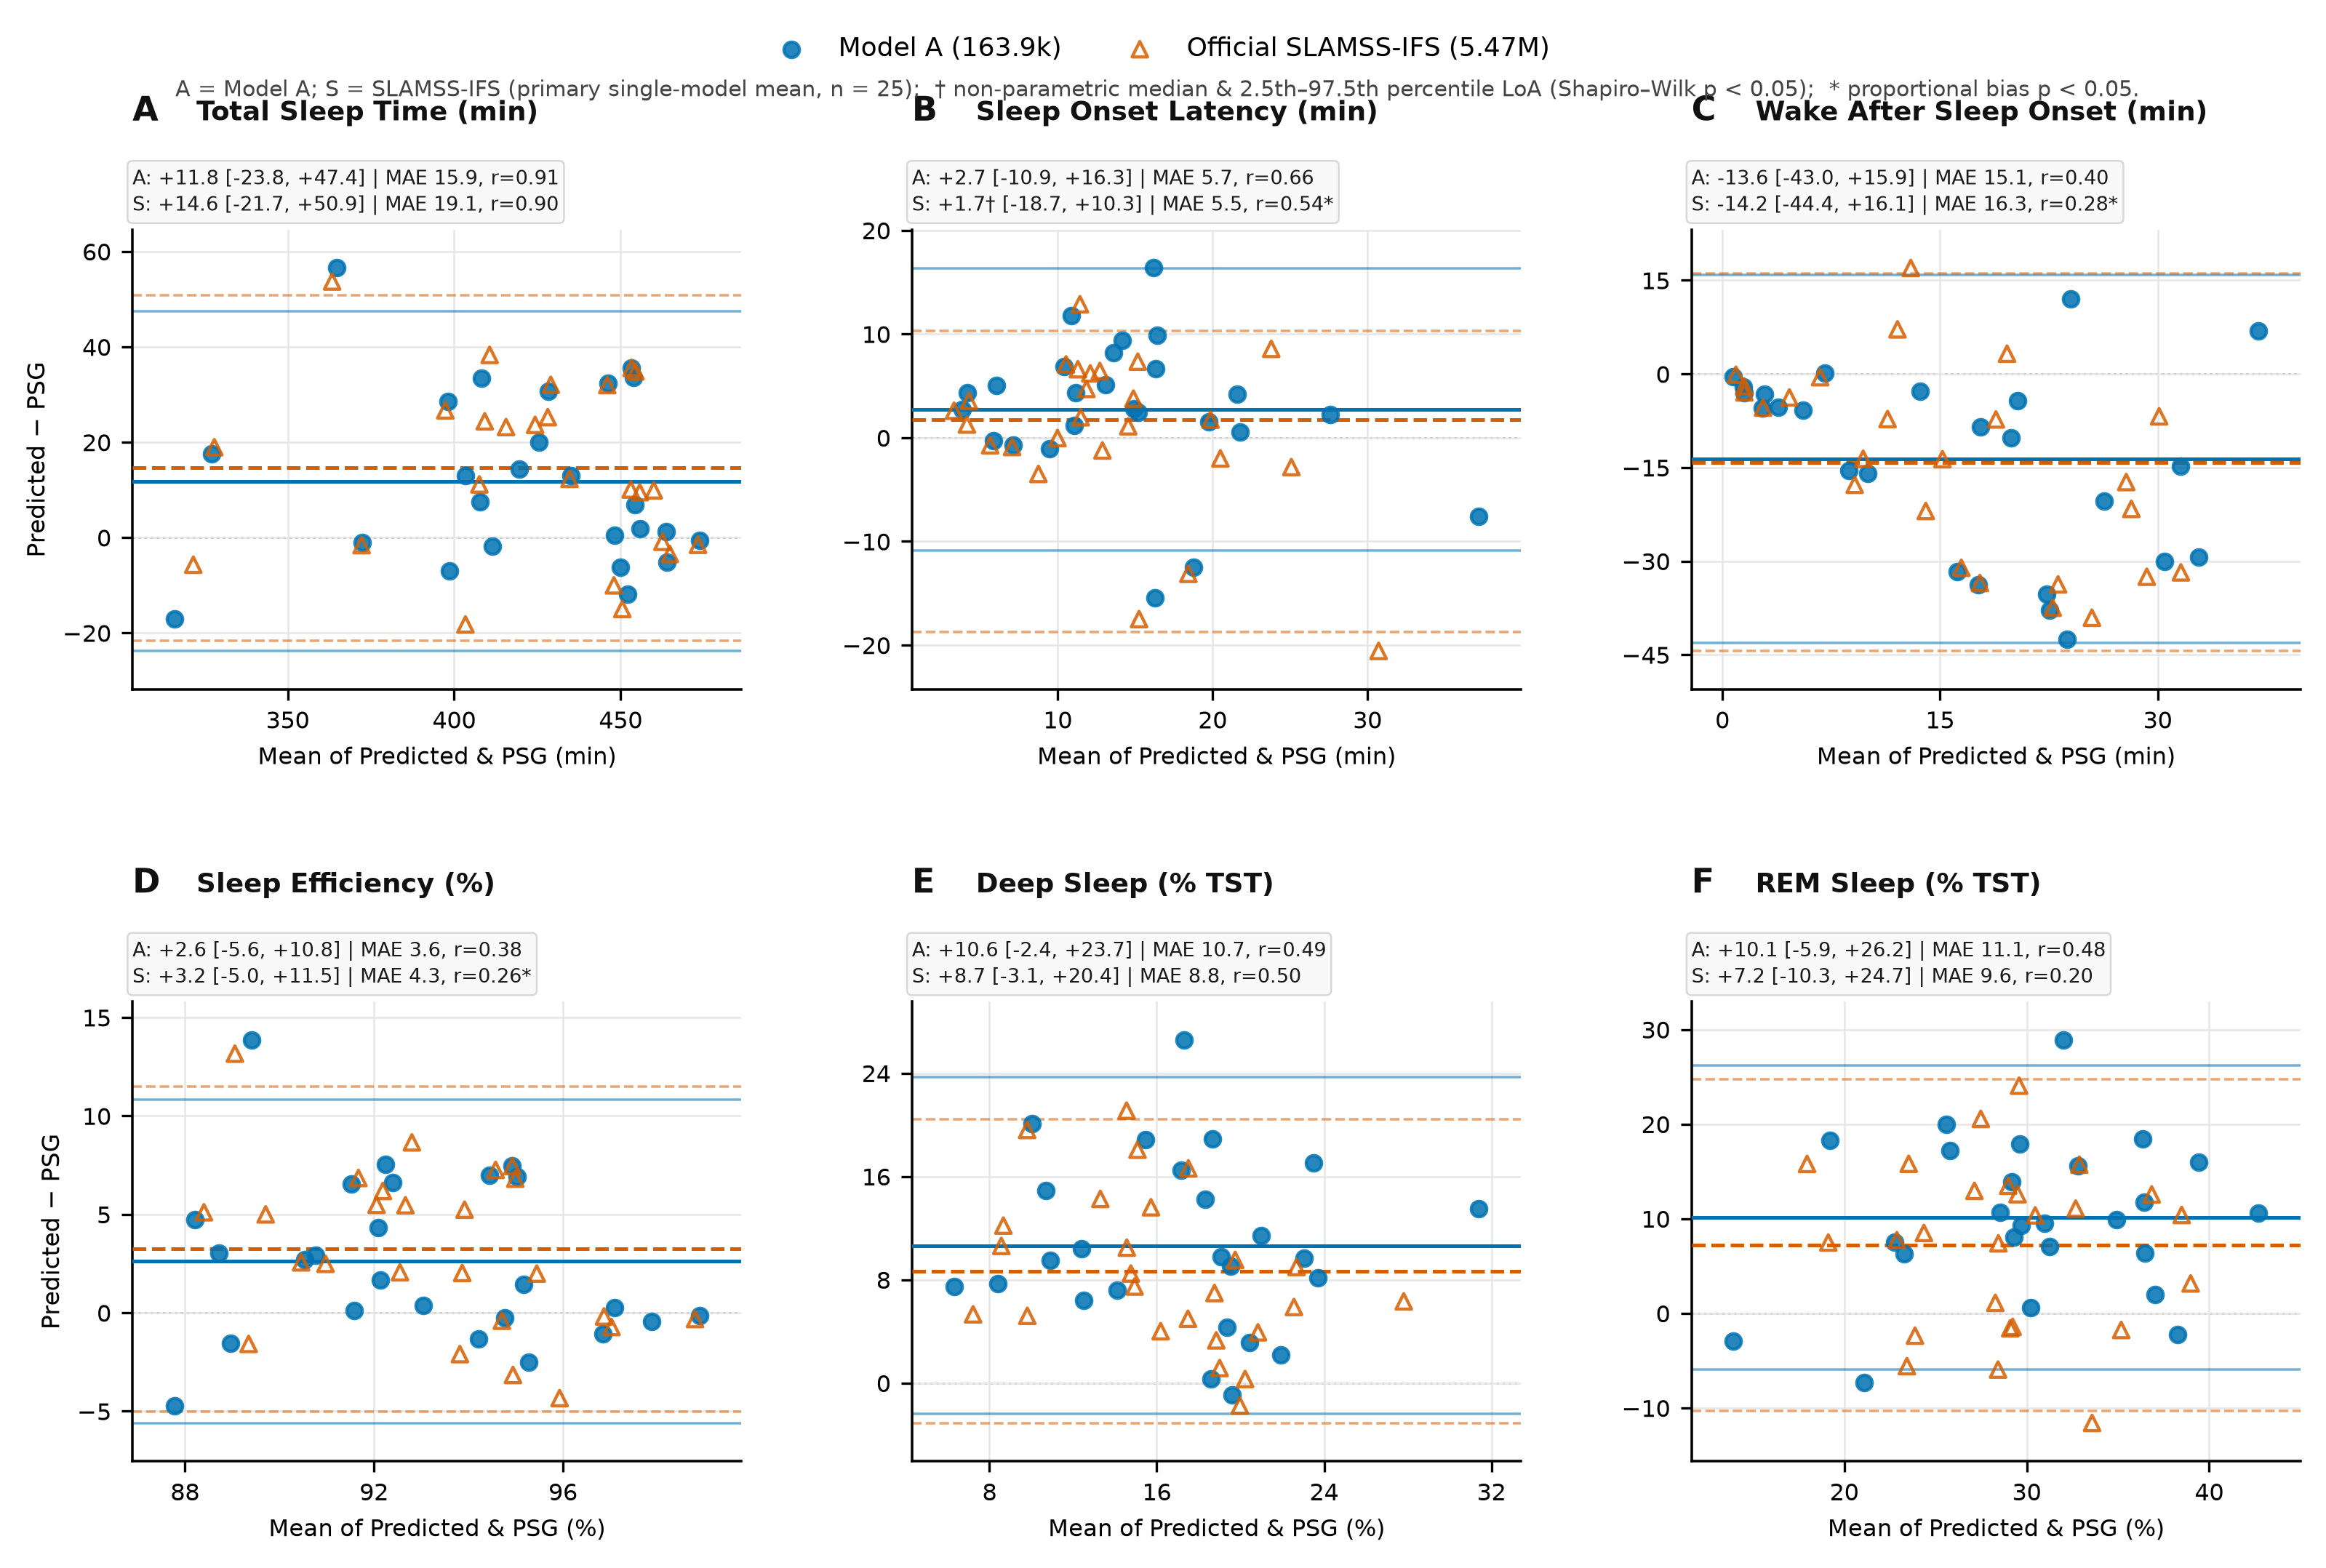 Model A (163.9k)  Official SLAMSS-IFS (5.47M)
A = Model A; S = SLAMSS-IFS (primary single-model mean, n = 25);  † non-parametric median & 2.5th–97.5th percentile LoA (Shapiro–Wilk p < 0.05);  * proportional bias p < 0.05.
A  Total Sleep Time (min)
A: +11.8 [-23.8, +47.4] | MAE 15.9, r=0.91
S: +14.6 [-21.7, +50.9] | MAE 19.1, r=0.90
Predicted − PSG
60
40
20
0
−20
350 400 450
Mean of Predicted & PSG (min)
B  Sleep Onset Latency (min)
A: +2.7 [-10.9, +16.3] | MAE 5.7, r=0.66
S: +1.7† [-18.7, +10.3] | MAE 5.5, r=0.54*
20
10
0
−10
−20
10 20 30
Mean of Predicted & PSG (min)
C  Wake After Sleep Onset (min)
A: -13.6 [-43.0, +15.9] | MAE 15.1, r=0.40
S: -14.2 [-44.4, +16.1] | MAE 16.3, r=0.28*
15
0
−15
−30
−45
0 15 30
Mean of Predicted & PSG (min)
D  Sleep Efficiency (%)
A: +2.6 [-5.6, +10.8] | MAE 3.6, r=0.38
S: +3.2 [-5.0, +11.5] | MAE 4.3, r=0.26*
Predicted − PSG
15
10
5
0
−5
88 92 96
Mean of Predicted & PSG (%)
E  Deep Sleep (% TST)
A: +10.6 [-2.4, +23.7] | MAE 10.7, r=0.49
S: +8.7 [-3.1, +20.4] | MAE 8.8, r=0.50
24
16
8
0
8 16 24 32
Mean of Predicted & PSG (%)
F  REM Sleep (% TST)
A: +10.1 [-5.9, +26.2] | MAE 11.1, r=0.48
S: +7.2 [-10.3, +24.7] | MAE 9.6, r=0.20
30
20
10
0
−10
20 30 40
Mean of Predicted & PSG (%)